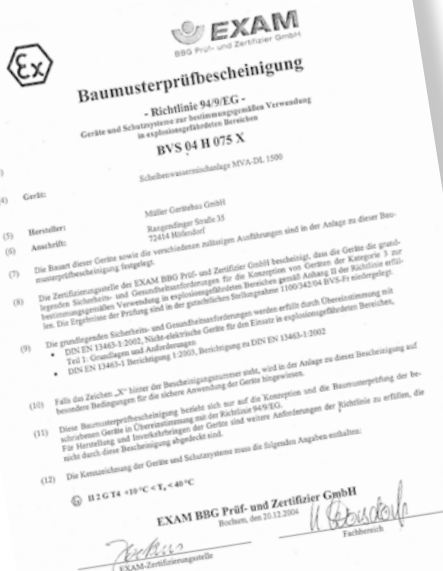 Ex
EXAM
BBG Prüf- und Zertifizier GmbH
Baumusterprüfbescheinigung
- Richtlinie 94/9/EG -
Geräte und Schutzsysteme zur bestimmungsgemäßen Verwendung
in explosionsgefährdeten Bereichen
BVS 04 H 075 X
(4) Gerät: Scheibenwassermischanlage MVA-DL 1500
(5) Hersteller: Müller Gerätebau GmbH
(6) Anschrift: Rangendinger Straße 35
72414 Höfendorf
(7) Die Bauart dieser Geräte sowie die verschiedenen zulässigen Ausführungen sind in der Anlage zu dieser Bau-
musterprüfbescheinigung festgelegt.
(8) Die Zertifizierungsstelle der EXAM BBG Prüf- und Zertifizier GmbH bescheinigt, dass die Geräte die grund-
legenden Sicherheits- und Gesundheitsanforderungen für die Konzeption von Geräten der Kategorie 3 zur
bestimmungsgemäßen Verwendung in explosionsgefährdeten Bereichen gemäß Anhang II der Richtlinie erfül-
len. Die Ergebnisse der Prüfung sind in der gutachtlichen Stellungnahme 1100/342/04 BVS-Fr niedergelegt.
(9) Die grundlegenden Sicherheits- und Gesundheitsanforderungen werden erfüllt durch Übereinstimmung mit
• DIN EN 13463-1:2002, Nicht-elektrische Geräte für den Einsatz in explosionsgefährdeten Bereichen,
Teil 1: Grundlagen und Anforderungen
• DIN EN 13463-1 Berichtigung 1:2003, Berichtigung zu DIN EN 13463-1:2002
(10) Falls das Zeichen „X“ hinter der Bescheinigungsnummer steht, wird in der Anlage zu dieser Bescheinigung auf
besondere Bedingungen für die sichere Anwendung der Geräte hingewiesen.
(11) Diese Baumusterprüfbescheinigung bezieht sich nur auf die Konzeption und die Baumusterprüfung der be-
schriebenen Geräte in Übereinstimmung mit der Richtlinie 94/9/EG.
Für Herstellung und Inverkehrbringen der Geräte sind weitere Anforderungen der Richtlinie zu erfüllen, die
nicht durch diese Bescheinigung abgedeckt sind.
(12) Die Kennzeichnung der Geräte und Schutzsysteme muss die folgenden Angaben enthalten:
Ex II 2 G T4 +10 °C < Tₐ < 40 °C
EXAM BBG Prüf- und Zertifizier GmbH
Bochum, den 20.12.2004
EXAM-Zertifizierungsstelle
Fachbereich